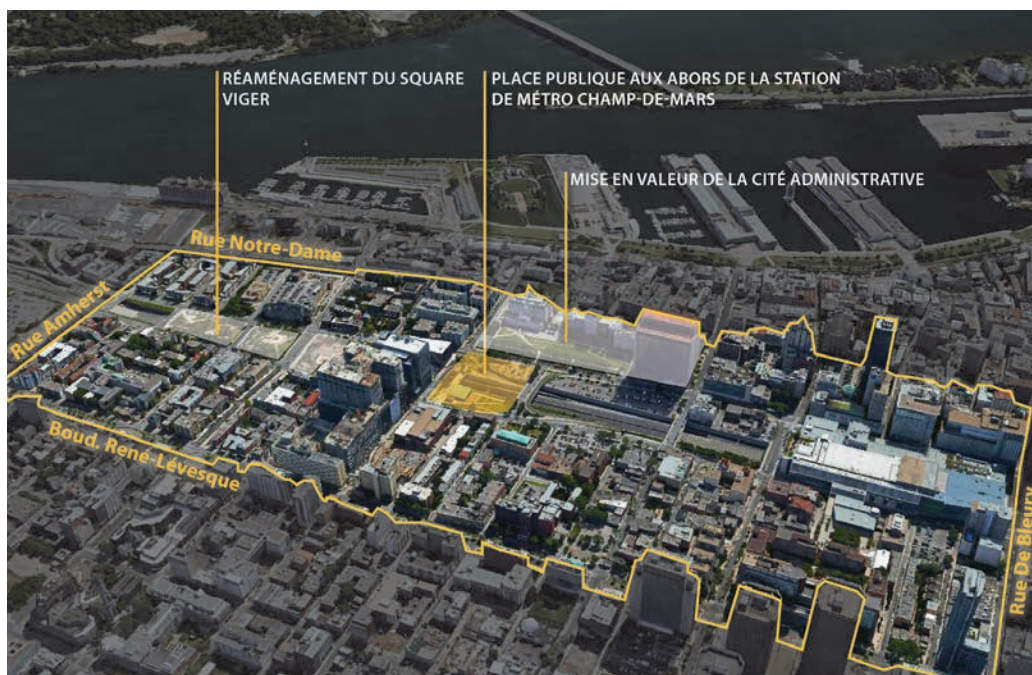 RÉAMÉNAGEMENT DU SQUARE
VIGER
PLACE PUBLIQUE AUX ABORS DE LA STATION
DE MÉTRO CHAMP-DE-MARS
MISE EN VALEUR DE LA CITÉ ADMINISTRATIVE
Rue Notre-Dame
Rue Amherst
Boud. René-Lévesque
Rue De Bleury